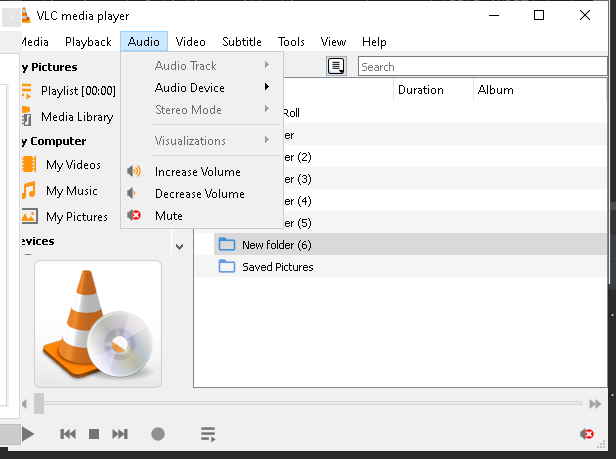 VLC media player
Media Playback Audio Video Subtitle Tools View Help
y Pictures
Playlist [00:00]
Media Library
y Computer
My Videos
My Music
My Pictures
evices
Audio Track
Audio Device
Stereo Mode
Visualizations
Increase Volume
Decrease Volume
Mute
Search
Duration Album
Roll
er
er (2)
er (3)
er (4)
er (5)
New folder (6)
Saved Pictures